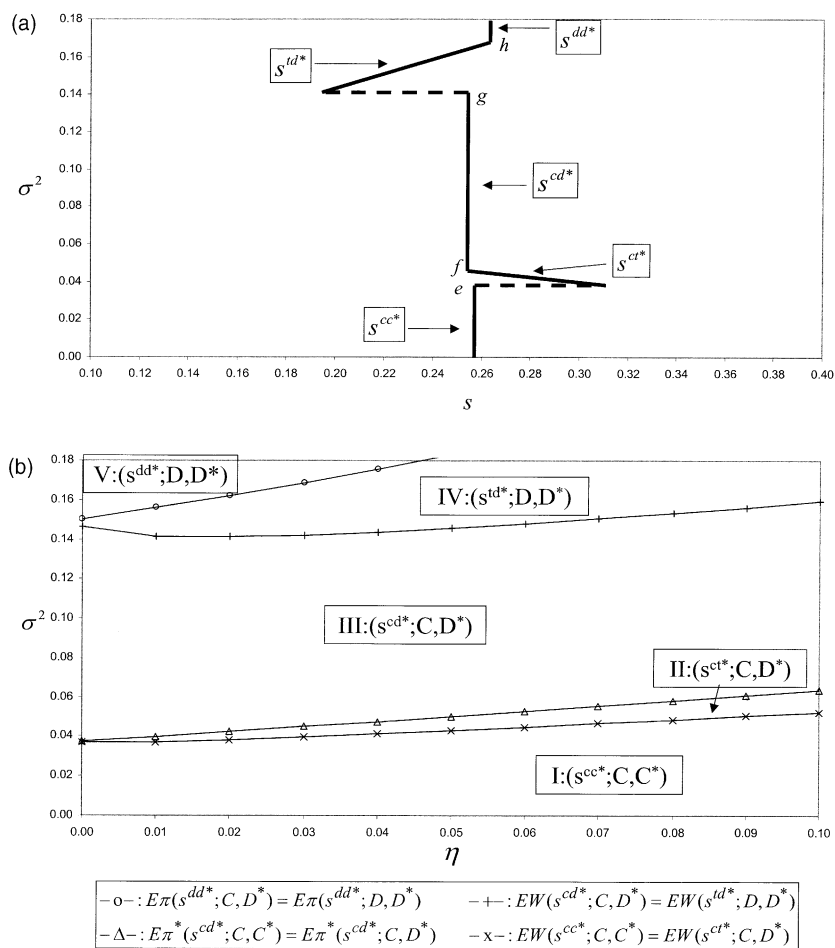 (a)
0.18
0.16
0.14
0.12
0.10
0.08
0.06
0.04
0.02
0.00
σ²
0.10 0.12 0.14 0.16 0.18 0.20 0.22 0.24 0.26 0.28 0.30 0.32 0.34 0.36 0.38 0.40
s
s^{td*}
s^{dd*}
h
g
s^{cd*}
f
s^{ct*}
e
s^{cc*}
(b)
0.18
0.16
0.14
0.12
0.10
0.08
0.06
0.04
0.02
0.00
σ²
V:(s^{dd*};D,D*)
IV:(s^{td*};D,D*)
III:(s^{cd*};C,D*)
II:(s^{ct*};C,D*)
I:(s^{cc*};C,C*)
0.00 0.01 0.02 0.03 0.04 0.05 0.06 0.07 0.08 0.09 0.10
η
–o–: Eπ(s^{dd*};C,D*) = Eπ(s^{dd*};D,D*) –+–: EW(s^{cd*};C,D*) = EW(s^{td*};D,D*)
–Δ–: Eπ*(s^{cd*};C,C*) = Eπ*(s^{cd*};C,D*) –x–: EW(s^{cc*};C,C*) = EW(s^{ct*};C,D*)